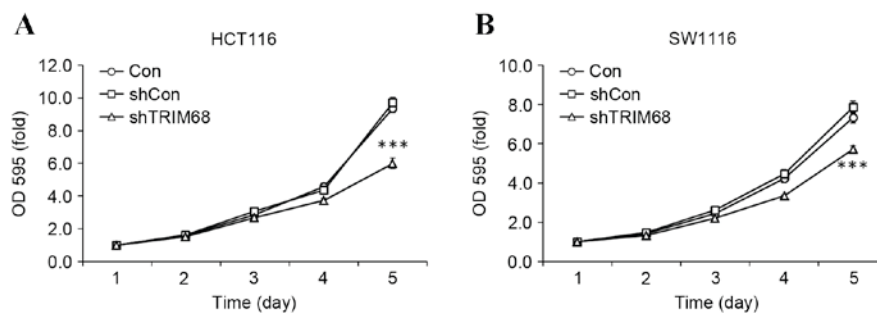 A
HCT116
OD 595 (fold)
12.0
10.0
8.0
6.0
4.0
2.0
0.0
Con
shCon
shTRIM68
***
1 2 3 4 5
Time (day)
B
SW1116
OD 595 (fold)
10.0
8.0
6.0
4.0
2.0
0.0
Con
shCon
shTRIM68
***
1 2 3 4 5
Time (day)